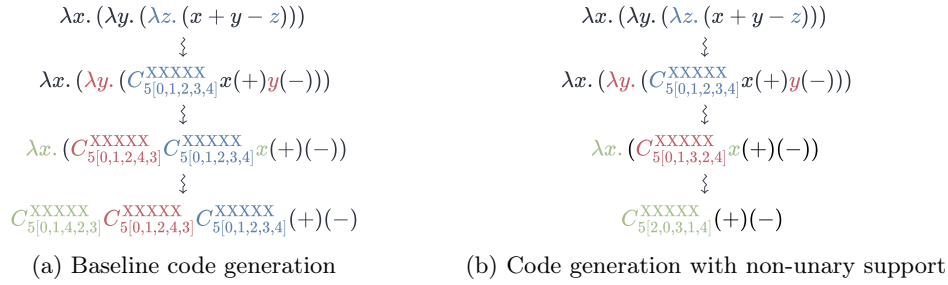 λx. (λy. (λz. (x + y − z)))
λx. (λy. (C^{XXXXX}_{5[0,1,2,3,4]}x(+)y(−)))
λx. (C^{XXXXX}_{5[0,1,2,4,3]}C^{XXXXX}_{5[0,1,2,3,4]}x(+)(−))
C^{XXXXX}_{5[0,1,4,2,3]}C^{XXXXX}_{5[0,1,2,4,3]}C^{XXXXX}_{5[0,1,2,3,4]}(+)(−)
(a) Baseline code generation
λx. (λy. (λz. (x + y − z)))
λx. (λy. (C^{XXXXX}_{5[0,1,2,3,4]}x(+)y(−)))
λx. (C^{XXXXX}_{5[0,1,3,2,4]}x(+)(−))
C^{XXXXX}_{5[2,0,3,1,4]}(+)(−)
(b) Code generation with non-unary support